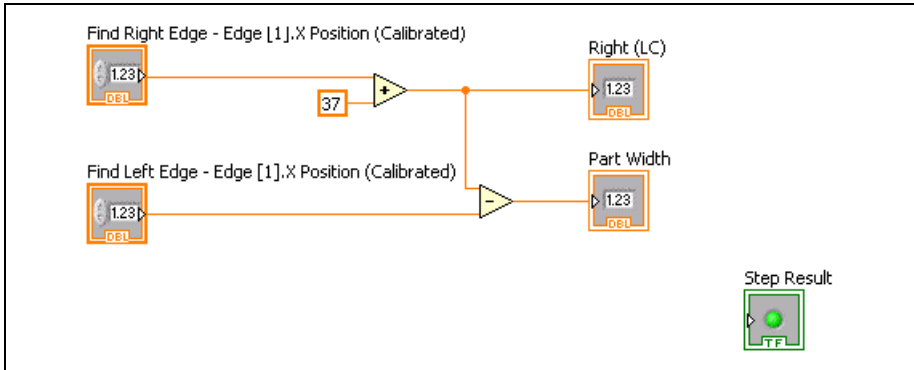 Find Right Edge - Edge [1].X Position (Calibrated)
Right (LC)
1.23
DBL
+
1.23
DBL
37
Find Left Edge - Edge [1].X Position (Calibrated)
Part Width
1.23
DBL
-
1.23
DBL
Step Result
TF